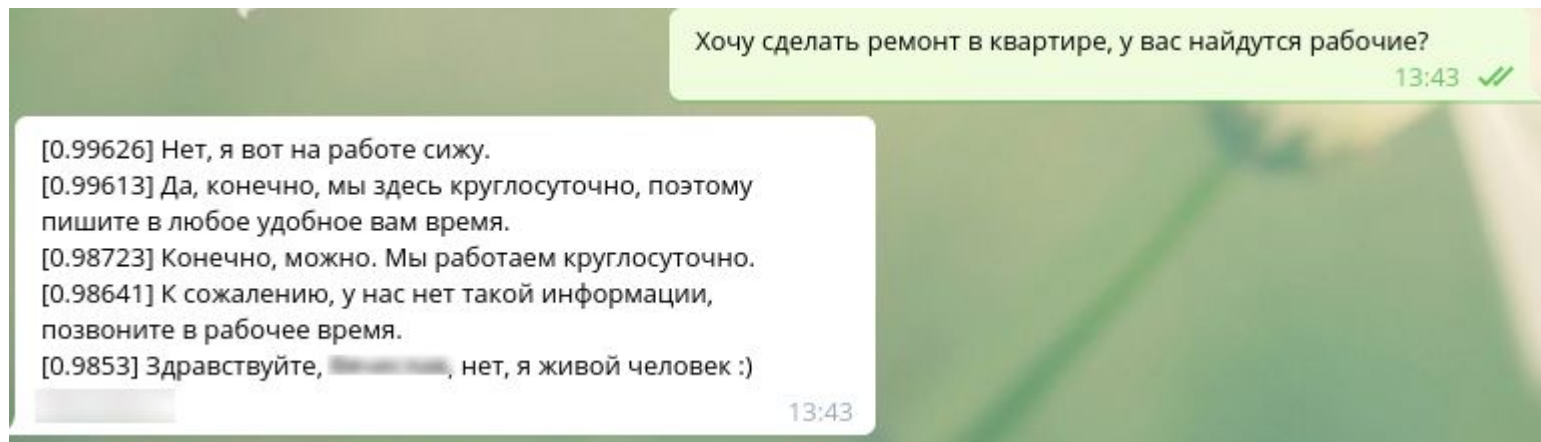 Хочу сделать ремонт в квартире, у вас найдутся рабочие?
13:43
[0.99626] Нет, я вот на работе сижу.
[0.99613] Да, конечно, мы здесь круглосуточно, поэтому
пишите в любое удобное вам время.
[0.98723] Конечно, можно. Мы работаем круглосуточно.
[0.98641] К сожалению, у нас нет такой информации,
позвоните в рабочее время.
[0.9853] Здравствуйте, , нет, я живой человек :)
13:43